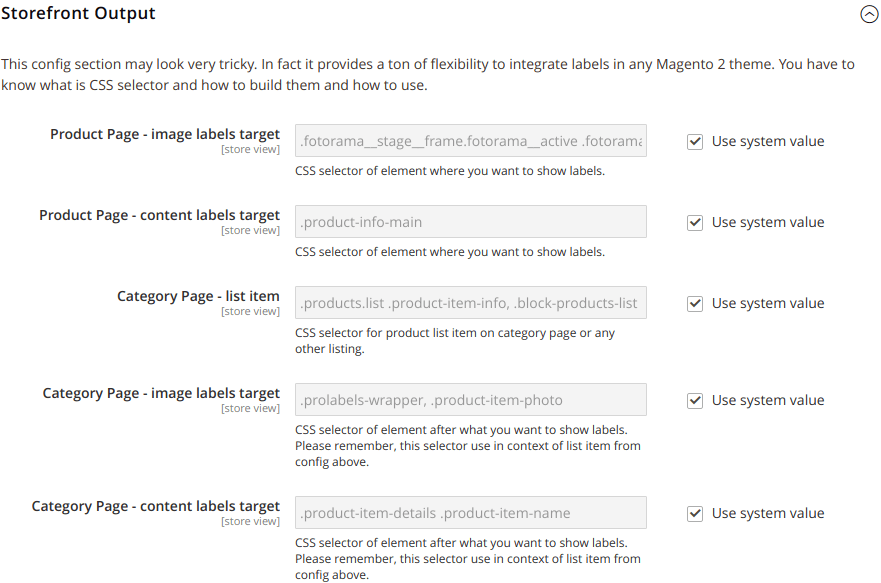 Storefront Output
This config section may look very tricky. In fact it provides a ton of flexibility to integrate labels in any Magento 2 theme. You have to
know what is CSS selector and how to build them and how to use.
Product Page - image labels target
[store view]
.fotorama__stage__frame.fotorama__active .fotorama
Use system value
CSS selector of element where you want to show labels.
Product Page - content labels target
[store view]
.product-info-main
Use system value
CSS selector of element where you want to show labels.
Category Page - list item
[store view]
.products.list .product-item-info, .block-products-list
Use system value
CSS selector for product list item on category page or any
other listing.
Category Page - image labels target
[store view]
.prolabels-wrapper, .product-item-photo
Use system value
CSS selector of element after what you want to show labels.
Please remember, this selector use in context of list item from
config above.
Category Page - content labels target
[store view]
.product-item-details .product-item-name
Use system value
CSS selector of element after what you want to show labels.
Please remember, this selector use in context of list item from
config above.